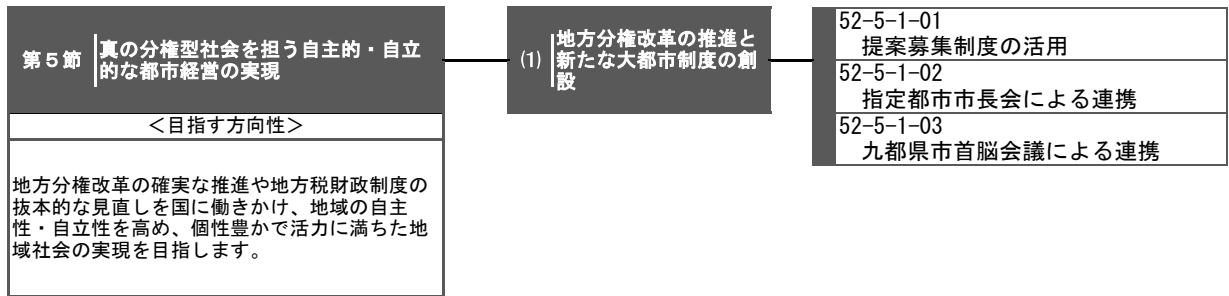 第５節
真の分権型社会を担う自主的・自立
的な都市経営の実現
＜目指す方向性＞
地方分権改革の確実な推進や地方税財政制度の
抜本的な見直しを国に働きかけ、地域の自主
性・自立性を高め、個性豊かで活力に満ちた地
域社会の実現を目指します。
⑴
地方分権改革の推進と
新たな大都市制度の創
設
52-5-1-01
提案募集制度の活用
52-5-1-02
指定都市市長会による連携
52-5-1-03
九都県市首脳会議による連携